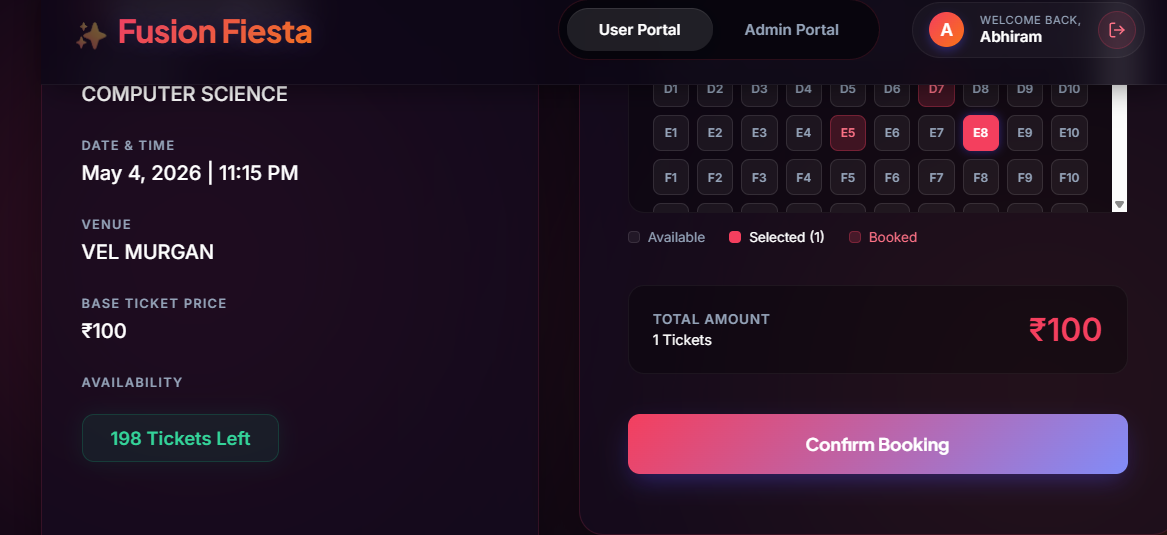 Fusion Fiesta
User Portal
Admin Portal
A
WELCOME BACK,
Abhiram
COMPUTER SCIENCE
DATE & TIME
May 4, 2026 | 11:15 PM
VENUE
VEL MURGAN
BASE TICKET PRICE
₹100
AVAILABILITY
198 Tickets Left
D1 D2 D3 D4 D5 D6 D7 D8 D9 D10
E1 E2 E3 E4 E5 E6 E7 E8 E9 E10
F1 F2 F3 F4 F5 F6 F7 F8 F9 F10
Available
Selected (1)
Booked
TOTAL AMOUNT
1 Tickets
₹100
Confirm Booking